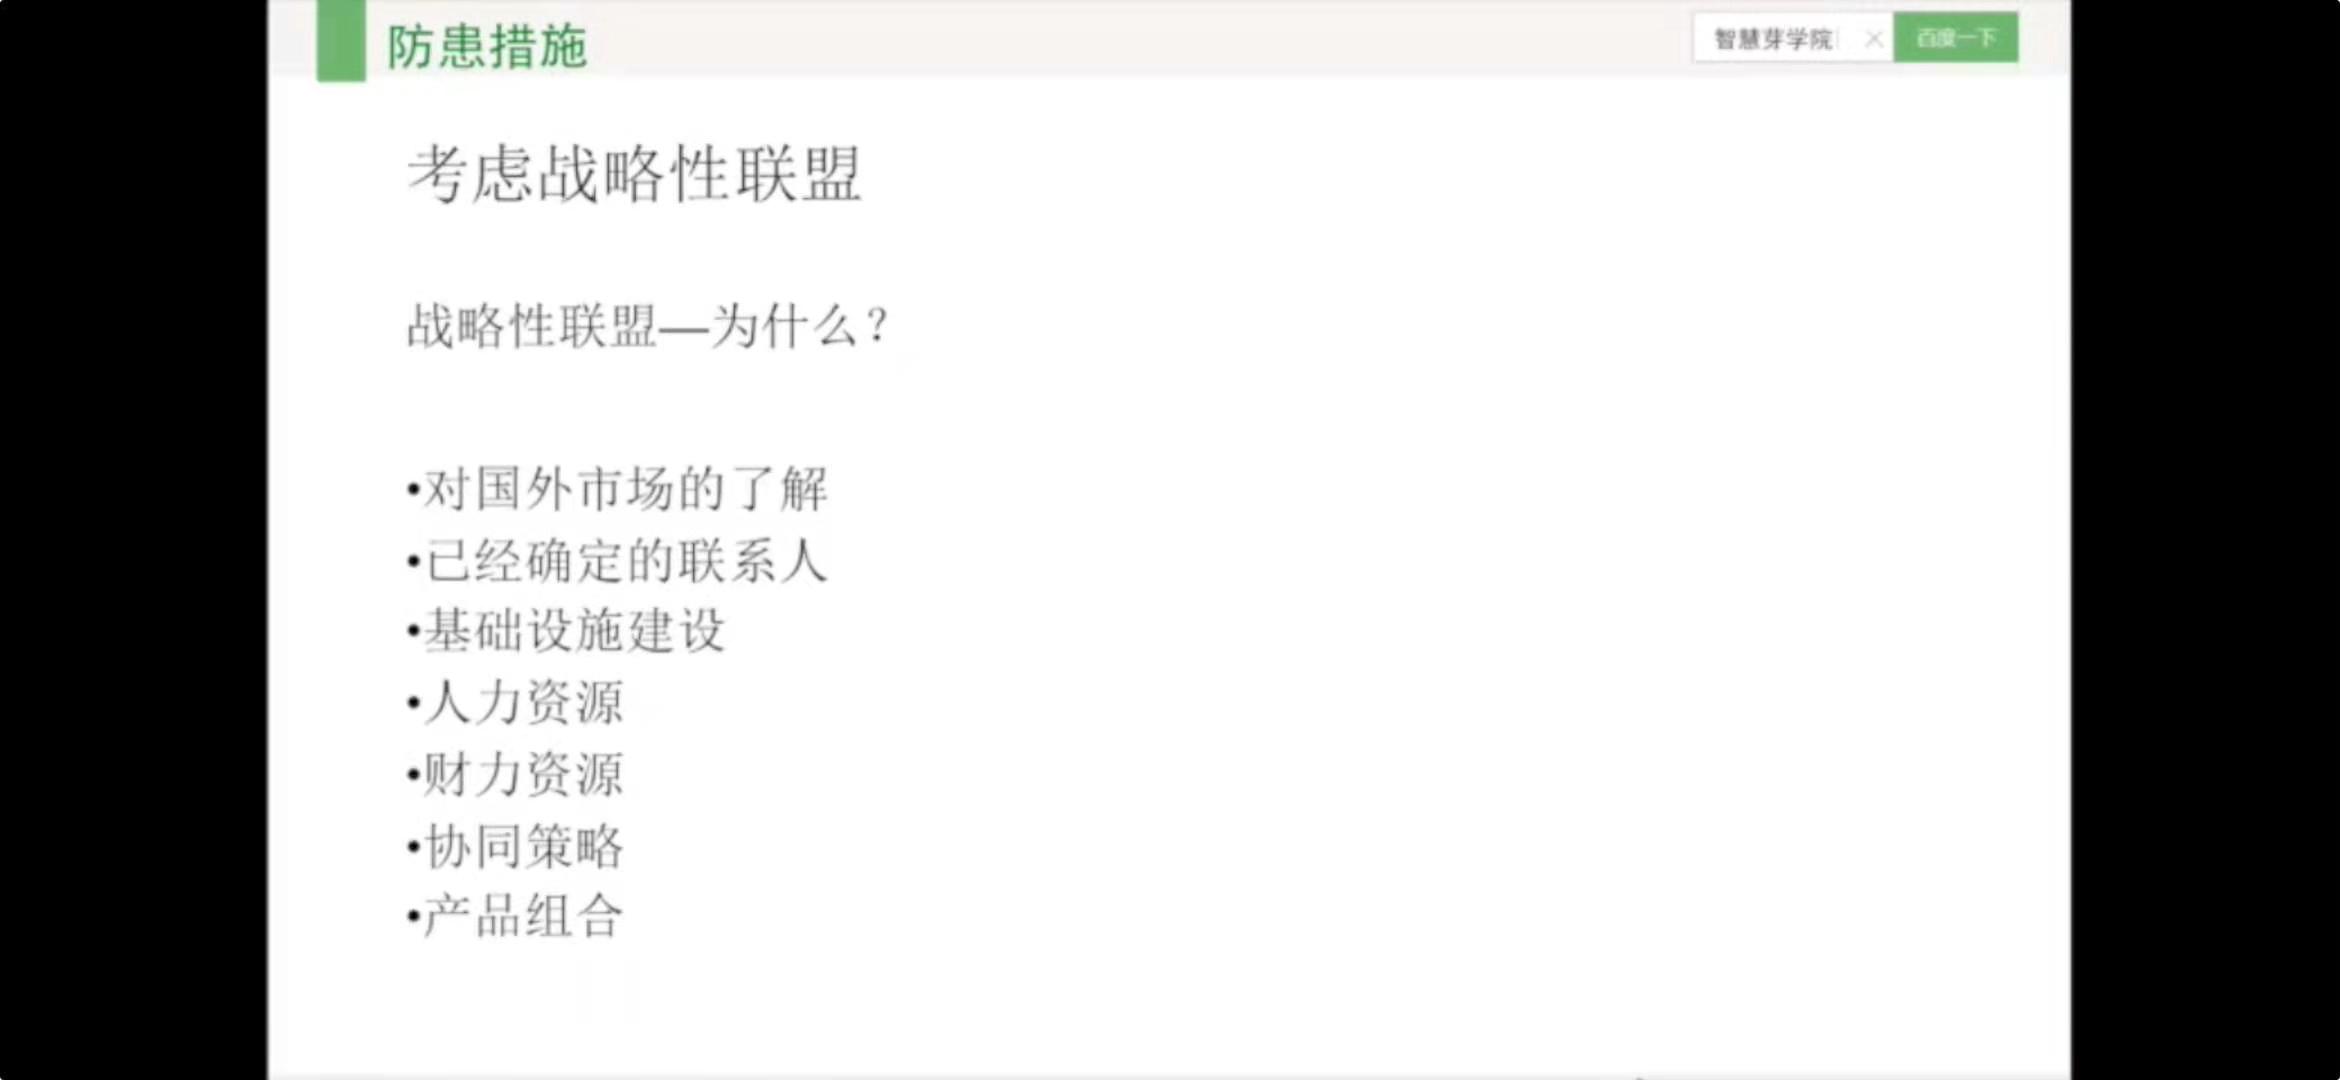 防患措施
智慧芽学院
百度一下
考虑战略性联盟
战略性联盟—为什么？
•对国外市场的了解
•已经确定的联系人
•基础设施建设
•人力资源
•财力资源
•协同策略
•产品组合